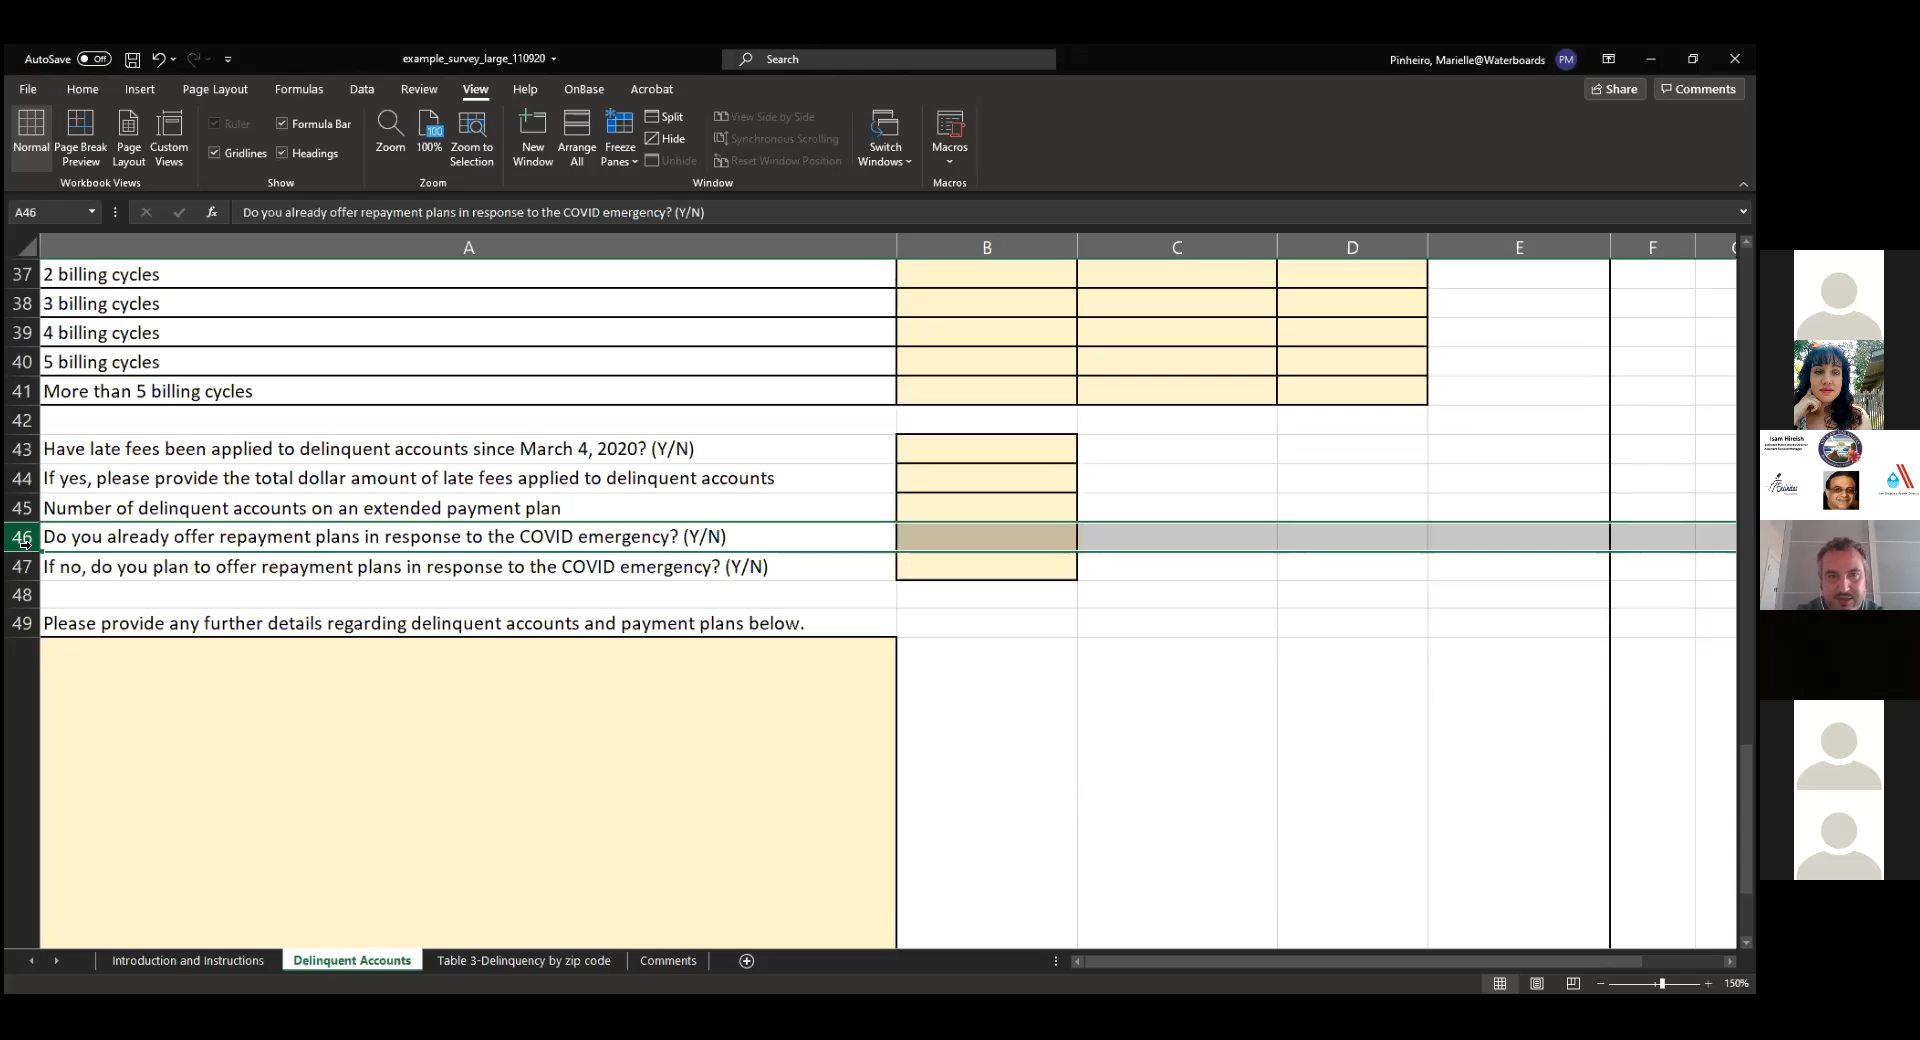 AutoSave Off example_survey_large_110920 Search Pinheiro, Marielle@Waterboards PM
File Home Insert Page Layout Formulas Data Review View Help OnBase Acrobat Share Comments
Normal Page Break Preview Page Layout Custom Views
Workbook Views
Ruler Formula Bar
Gridlines Headings
Show
Zoom 100% Zoom to Selection
100
Zoom
New Window Arrange All Freeze Panes
Split
Hide
Unhide
View Side by Side
Synchronous Scrolling
Reset Window Position
Switch Windows
Window
Macros
Macros
A46 fx Do you already offer repayment plans in response to the COVID emergency? (Y/N)
A B C D E F
37 2 billing cycles
38 3 billing cycles
39 4 billing cycles
40 5 billing cycles
41 More than 5 billing cycles
42
43 Have late fees been applied to delinquent accounts since March 4, 2020? (Y/N)
44 If yes, please provide the total dollar amount of late fees applied to delinquent accounts
45 Number of delinquent accounts on an extended payment plan
46 Do you already offer repayment plans in response to the COVID emergency? (Y/N)
47 If no, do you plan to offer repayment plans in response to the COVID emergency? (Y/N)
48
49 Please provide any further details regarding delinquent accounts and payment plans below.
Introduction and Instructions Delinquent Accounts Table 3-Delinquency by zip code Comments
150%
Isam Hireish